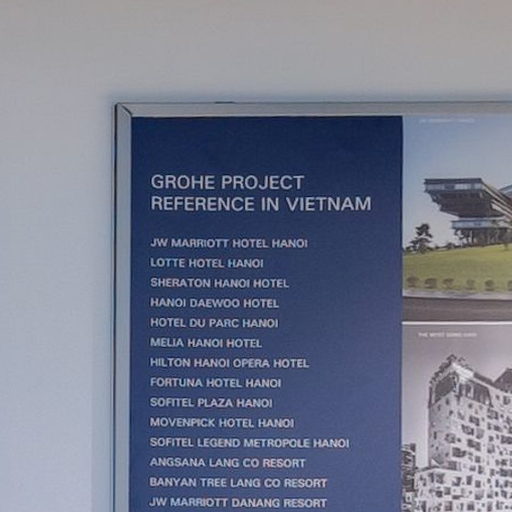 GROHE PROJECT
REFERENCE IN VIETNAM
JW MARRIOTT HOTEL HANOI
LOTTE HOTEL HANOI
SHERATON HANOI HOTEL
HANOI DAEWOO HOTEL
HOTEL DU PARC HANOI
MELIA HANOI HOTEL
HILTON HANOI OPERA HOTEL
FORTUNA HOTEL HANOI
SOFITEL PLAZA HANOI
MOVENPICK HOTEL HANOI
SOFITEL LEGEND METROPOLE HANOI
ANGSANA LANG CO RESORT
BANYAN TREE LANG CO RESORT
JW MARRIOTT DANANG RESORT